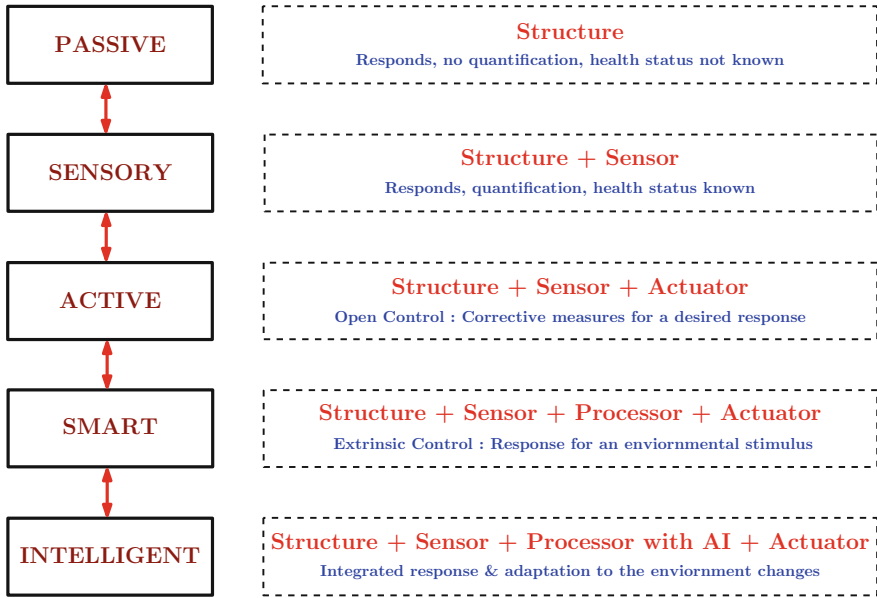 PASSIVE
Structure
Responds, no quantification, health status not known
SENSORY
Structure + Sensor
Responds, quantification, health status known
ACTIVE
Structure + Sensor + Actuator
Open Control : Corrective measures for a desired response
SMART
Structure + Sensor + Processor + Actuator
Extrinsic Control : Response for an enviornmental stimulus
INTELLIGENT
Structure + Sensor + Processor with AI + Actuator
Integrated response & adaptation to the enviornment changes